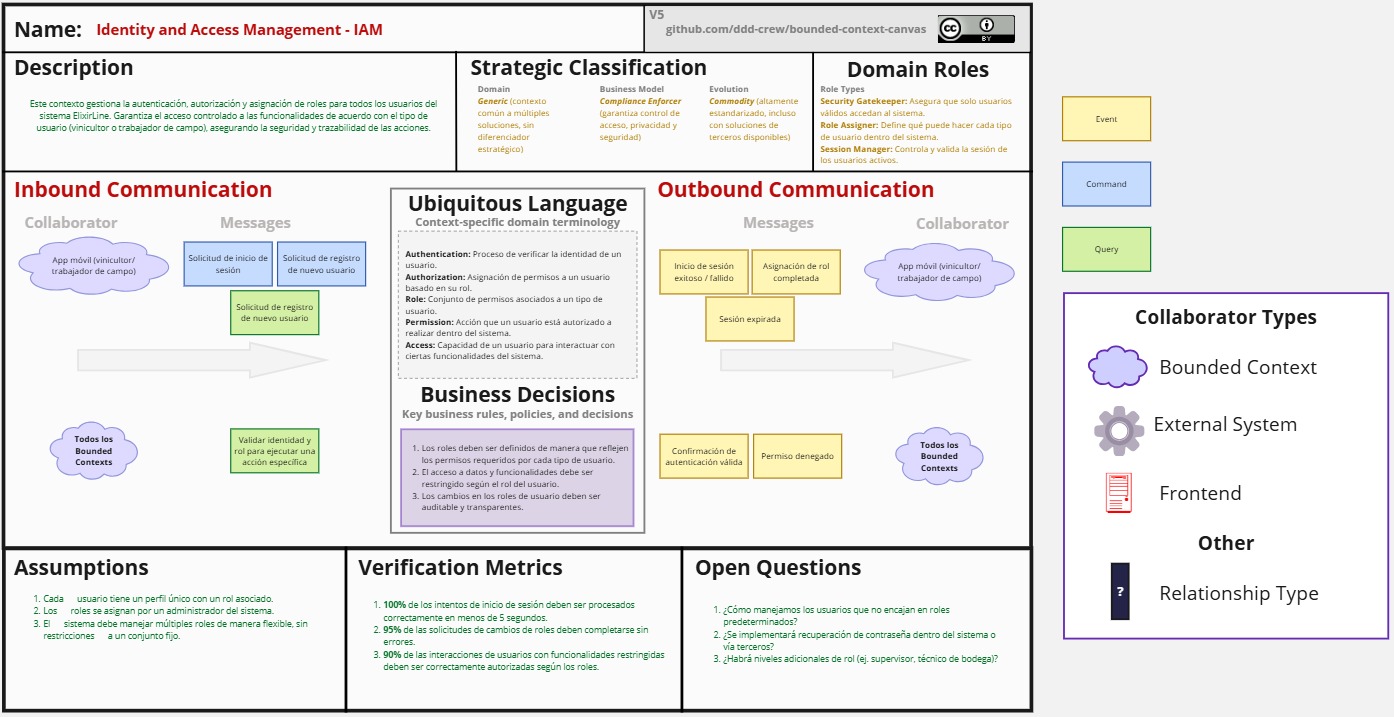 Name: Identity and Access Management - IAM
V5
github.com/ddd-crew/bounded-context-canvas
cc
BY
Description
Este contexto gestiona la autenticación, autorización y asignación de roles para todos los usuarios del
sistema ElixirLine. Garantiza el acceso controlado a las funcionalidades de acuerdo con el tipo de
usuario (vinicultor o trabajador de campo), asegurando la seguridad y trazabilidad de las acciones.
Strategic Classification
Domain
Generic (contexto
común a múltiples
soluciones, sin
diferenciador
estratégico)
Business Model
Compliance Enforcer
(garantiza control de
acceso, privacidad y
seguridad)
Evolution
Commodity (altamente
estandarizado, incluso
con soluciones de
terceros disponibles)
Domain Roles
Role Types
Security Gatekeeper: Asegura que solo usuarios
válidos accedan al sistema.
Role Assigner: Define qué puede hacer cada tipo
de usuario dentro del sistema.
Session Manager: Controla y valida la sesión de
los usuarios activos.
Inbound Communication
Collaborator
Messages
App móvil (vinicultor/
trabajador de campo)
Solicitud de inicio de
sesión
Solicitud de registro
de nuevo usuario
Solicitud de registro
de nuevo usuario
Todos los
Bounded
Contexts
Validar identidad y
rol para ejecutar una
acción específica
Ubiquitous Language
Context-specific domain terminology
Authentication: Proceso de verificar la identidad de un
usuario.
Authorization: Asignación de permisos a un usuario
basado en su rol.
Role: Conjunto de permisos asociados a un tipo de
usuario.
Permission: Acción que un usuario está autorizado a
realizar dentro del sistema.
Access: Capacidad de un usuario para interactuar con
ciertas funcionalidades del sistema.
Business Decisions
Key business rules, policies, and decisions
1. Los roles deben ser definidos de manera que reflejen
los permisos requeridos por cada tipo de usuario.
2. El acceso a datos y funcionalidades debe ser
restringido según el rol del usuario.
3. Los cambios en los roles de usuario deben ser
auditable y transparentes.
Outbound Communication
Messages
Collaborator
Inicio de sesión
exitoso / fallido
Asignación de rol
completada
Sesión expirada
App móvil (vinicultor/
trabajador de campo)
Confirmación de
autenticación válida
Permiso denegado
Todos los
Bounded
Contexts
Assumptions
1. Cada usuario tiene un perfil único con un rol asociado.
2. Los roles se asignan por un administrador del sistema.
3. El sistema debe manejar múltiples roles de manera flexible, sin
restricciones a un conjunto fijo.
Verification Metrics
1. 100% de los intentos de inicio de sesión deben ser procesados
correctamente en menos de 5 segundos.
2. 95% de las solicitudes de cambios de roles deben completarse sin
errores.
3. 90% de las interacciones de usuarios con funcionalidades restringidas
deben ser correctamente autorizadas según los roles.
Open Questions
1. ¿Cómo manejamos los usuarios que no encajan en roles
predeterminados?
2. ¿Se implementará recuperación de contraseña dentro del sistema o
vía terceros?
3. ¿Habrá niveles adicionales de rol (ej. supervisor, técnico de bodega)?
Event
Command
Query
Collaborator Types
Bounded Context
External System
Frontend
Other
?
Relationship Type